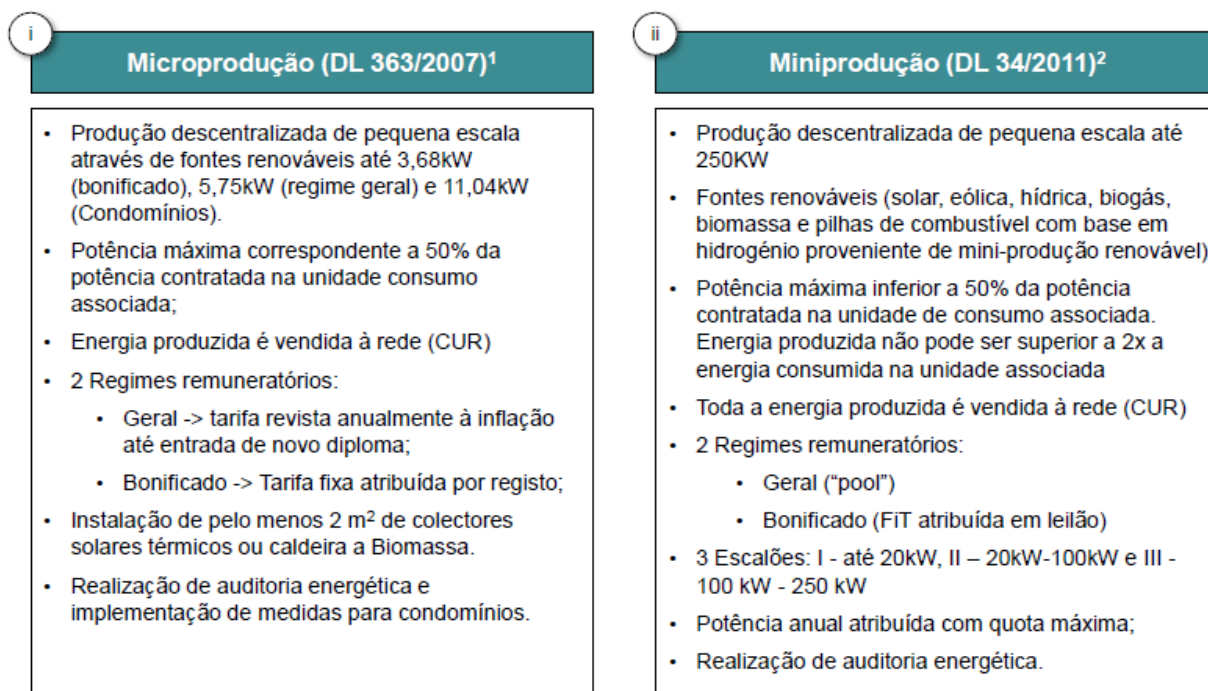 i
Microprodução (DL 363/2007)¹
• Produção descentralizada de pequena escala
através de fontes renováveis até 3,68kW
(bonificado), 5,75kW (regime geral) e 11,04kW
(Condomínios).
• Potência máxima correspondente a 50% da
potência contratada na unidade consumo
associada;
• Energia produzida é vendida à rede (CUR)
• 2 Regimes remuneratórios:
• Geral -> tarifa revista anualmente à inflação
até entrada de novo diploma;
• Bonificado -> Tarifa fixa atribuída por registo;
• Instalação de pelo menos 2 m² de colectores
solares térmicos ou caldeira a Biomassa.
• Realização de auditoria energética e
implementação de medidas para condomínios.
ii
Miniprodução (DL 34/2011)²
• Produção descentralizada de pequena escala até
250KW
• Fontes renováveis (solar, eólica, hídrica, biogás,
biomassa e pilhas de combustível com base em
hidrogénio proveniente de mini-produção renovável)
• Potência máxima inferior a 50% da potência
contratada na unidade de consumo associada.
Energia produzida não pode ser superior a 2x a
energia consumida na unidade associada
• Toda a energia produzida é vendida à rede (CUR)
• 2 Regimes remuneratórios:
• Geral (“pool”)
• Bonificado (FiT atribuída em leilão)
• 3 Escalões: I - até 20kW, II – 20kW-100kW e III -
100 kW - 250 kW
• Potência anual atribuída com quota máxima;
• Realização de auditoria energética.